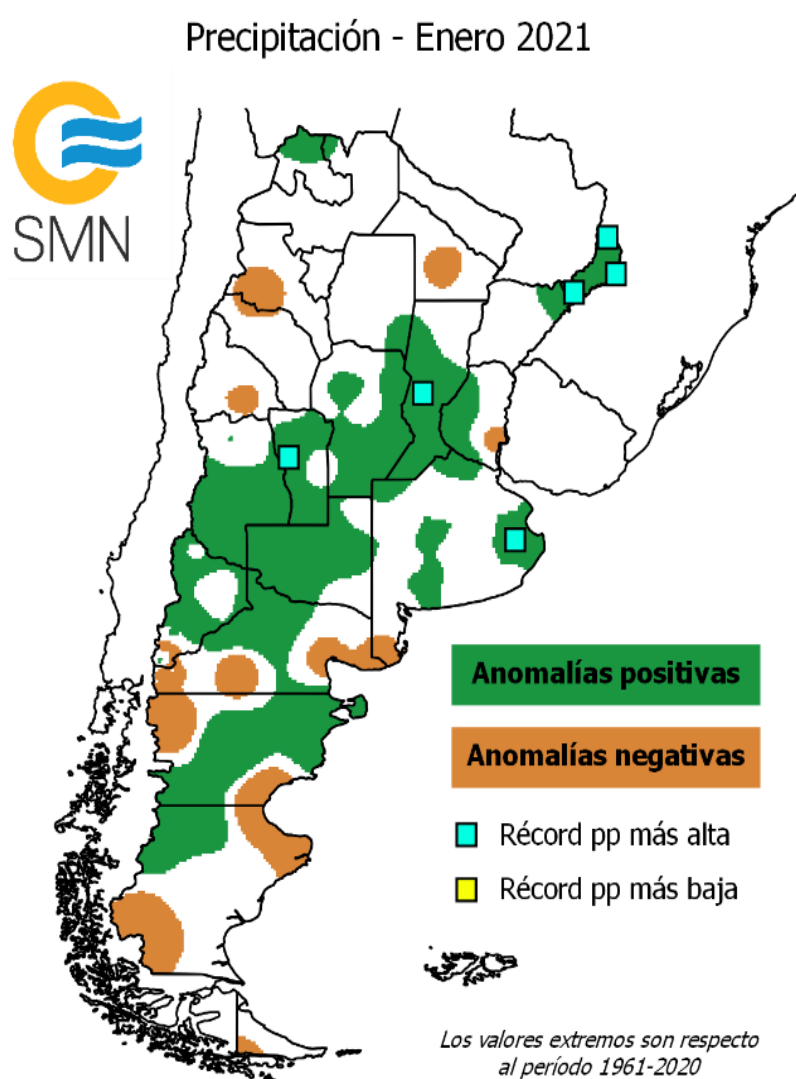 Precipitación - Enero 2021
SMN
Anomalías positivas
Anomalías negativas
Récord pp más alta
Récord pp más baja
Los valores extremos son respecto
al período 1961-2020